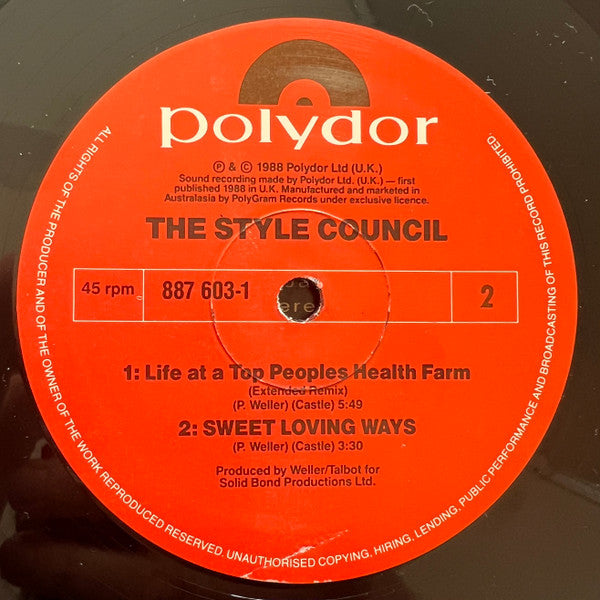 polydor
Ⓟ & © 1988 Polydor Ltd (U.K.)
Sound recording made by Polydor Ltd. (U.K.) — first
published 1988 in U.K. Manufactured and marketed in
Australasia by PolyGram Records under exclusive licence.
THE STYLE COUNCIL
45 rpm
887 603-1
2
1: Life at a Top Peoples Health Farm
(Extended Remix)
(P. Weller) (Castle) 5:49
2: SWEET LOVING WAYS
(P. Weller) (Castle) 3:30
Produced by Weller/Talbot for
Solid Bond Productions Ltd.
ALL RIGHTS OF THE PRODUCER AND OF THE OWNER OF THE WORK REPRODUCED RESERVED. UNAUTHORISED COPYING, HIRING, LENDING, PUBLIC PERFORMANCE AND BROADCASTING OF THIS RECORD PROHIBITED.